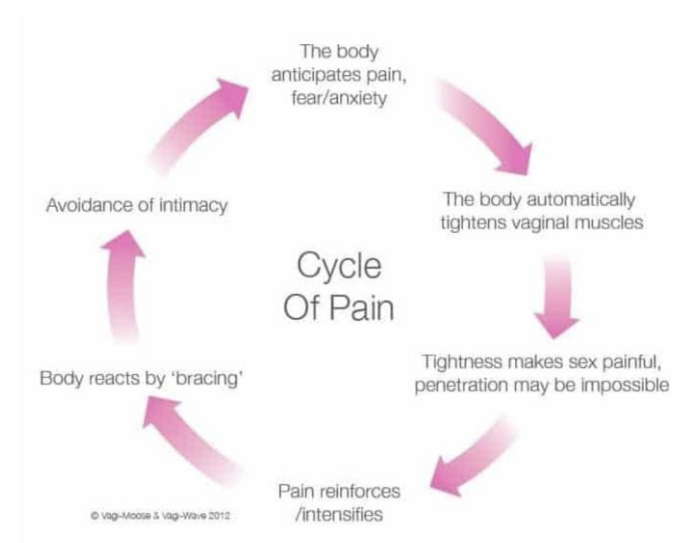 The body
anticipates pain,
fear/anxiety
The body automatically
tightens vaginal muscles
Tightness makes sex painful,
penetration may be impossible
Pain reinforces
/intensifies
Body reacts by 'bracing'
Avoidance of intimacy
Cycle
Of Pain
© Vagi-Moose & Vagi-Wave 2012